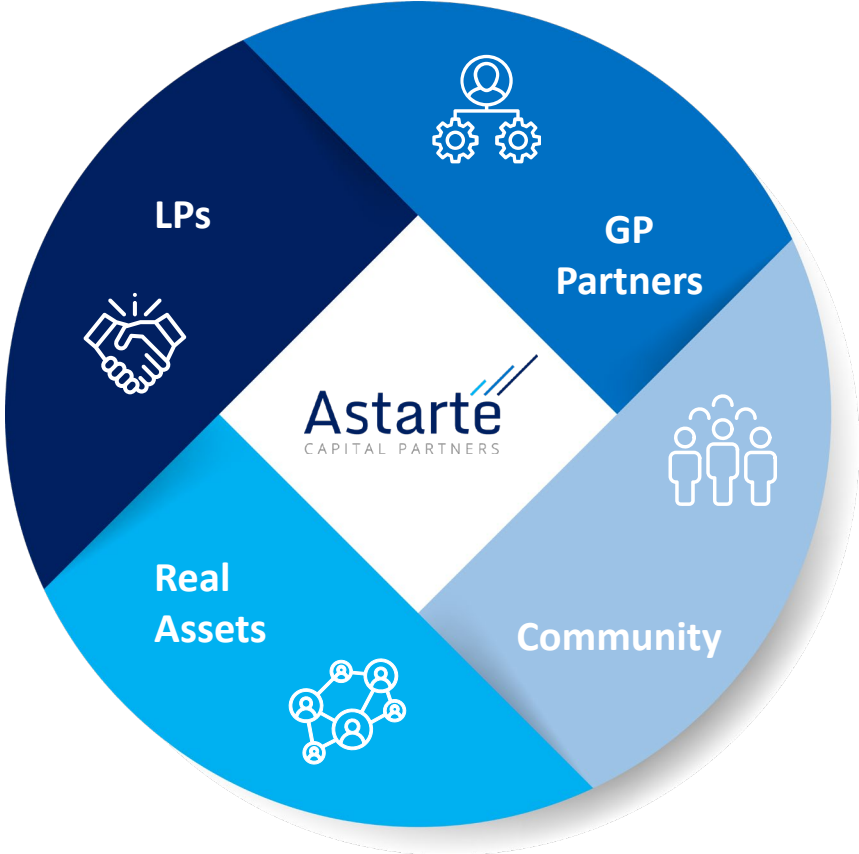 LPs
GP
Partners
Astarte
CAPITAL PARTNERS
Real
Assets
Community